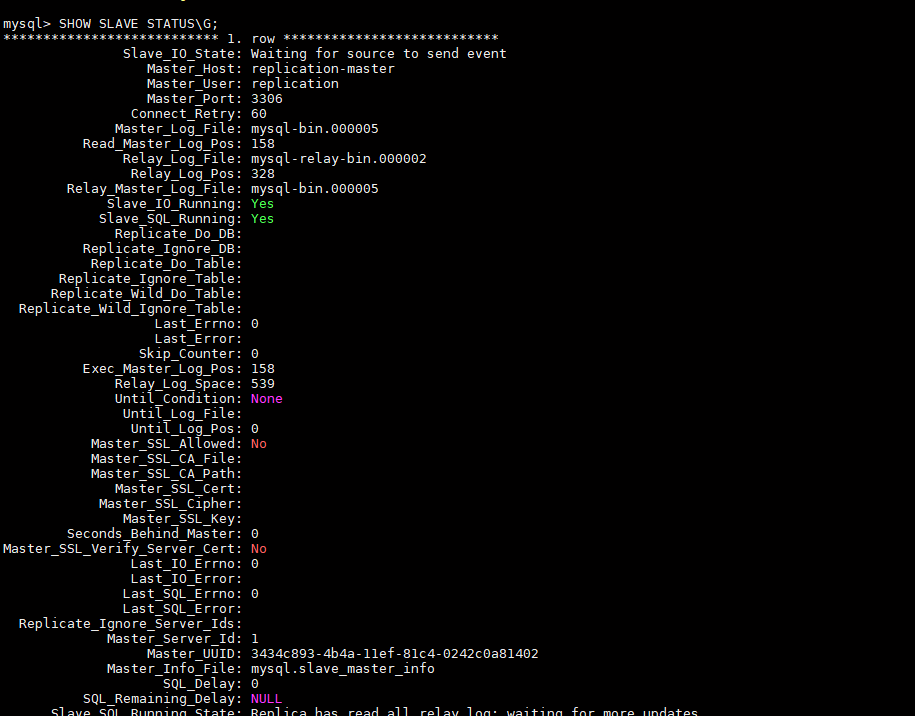 mysql> SHOW SLAVE STATUS\G;
*************************** 1. row ***************************
Slave_IO_State: Waiting for source to send event
Master_Host: replication-master
Master_User: replication
Master_Port: 3306
Connect_Retry: 60
Master_Log_File: mysql-bin.000005
Read_Master_Log_Pos: 158
Relay_Log_File: mysql-relay-bin.000002
Relay_Log_Pos: 328
Relay_Master_Log_File: mysql-bin.000005
Slave_IO_Running: Yes
Slave_SQL_Running: Yes
Replicate_Do_DB:
Replicate_Ignore_DB:
Replicate_Do_Table:
Replicate_Ignore_Table:
Replicate_Wild_Do_Table:
Replicate_Wild_Ignore_Table:
Last_Errno: 0
Last_Error:
Skip_Counter: 0
Exec_Master_Log_Pos: 158
Relay_Log_Space: 539
Until_Condition: None
Until_Log_File:
Until_Log_Pos: 0
Master_SSL_Allowed: No
Master_SSL_CA_File:
Master_SSL_CA_Path:
Master_SSL_Cert:
Master_SSL_Cipher:
Master_SSL_Key:
Seconds_Behind_Master: 0
Master_SSL_Verify_Server_Cert: No
Last_IO_Errno: 0
Last_IO_Error:
Last_SQL_Errno: 0
Last_SQL_Error:
Replicate_Ignore_Server_Ids:
Master_Server_Id: 1
Master_UUID: 3434c893-4b4a-11ef-81c4-0242c0a81402
Master_Info_File: mysql.slave_master_info
SQL_Delay: 0
SQL_Remaining_Delay: NULL
Slave_SQL_Running_State: Replica has read all relay log; waiting for more updates